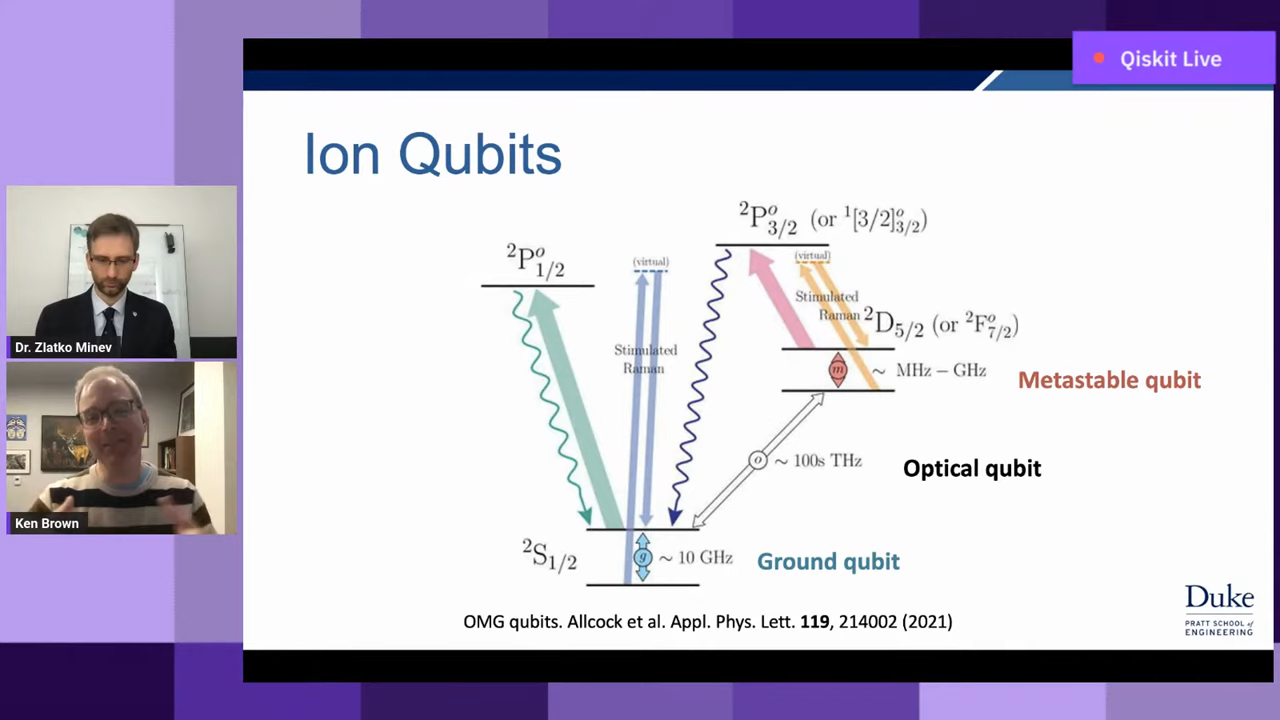 Qiskit Live
Ion Qubits
²P°₃/₂ (or ¹[3/2]°₃/₂)
²P°₁/₂
(virtual)
(virtual)
Stimulated
Raman
²D₅/₂ (or ²F°₇/₂)
Stimulated
Raman
m
~ MHz − GHz
Metastable qubit
o
~ 100s THz
Optical qubit
²S₁/₂
g
~ 10 GHz
Ground qubit
OMG qubits. Allcock et al. Appl. Phys. Lett. 119, 214002 (2021)
Duke
PRATT SCHOOL of
ENGINEERING
Dr. Zlatko Minev
Ken Brown